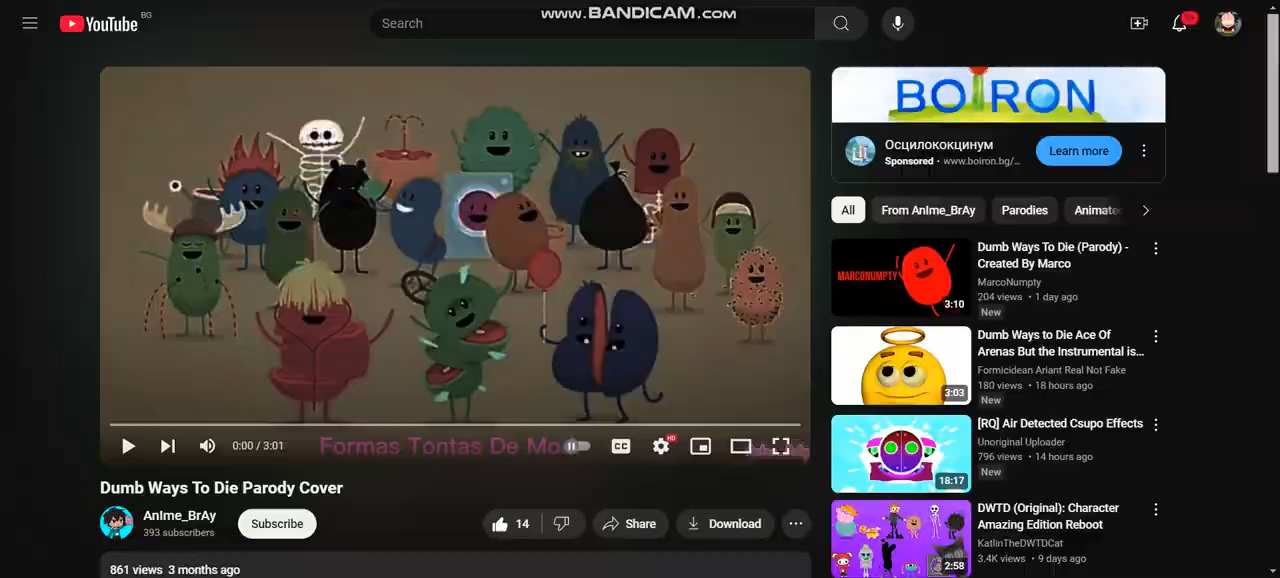 www.BANDICAM.com
YouTube BG
Search
Formas Tontas De Mo
0:00 / 3:01
CC
HD
Dumb Ways To Die Parody Cover
AnIme_BrAy
393 subscribers
Subscribe
14
Share
Download
861 views 3 months ago
BOIRON
Осцилококцинум
Sponsored • www.boiron.bg/...
Learn more
All
From AnIme_BrAy
Parodies
Animate
MARCONUMPTY
3:10
Dumb Ways To Die (Parody) -
Created By Marco
MarcoNumpty
204 views • 1 day ago
New
3:03
Dumb Ways to Die Ace Of
Arenas But the Instrumental is...
Formicidean Ariant Real Not Fake
180 views • 18 hours ago
New
18:17
[RQ] Air Detected Csupo Effects
Unoriginal Uploader
796 views • 14 hours ago
New
2:58
DWTD (Original): Character
Amazing Edition Reboot
KatlinTheDWTDCat
3.4K views • 9 days ago